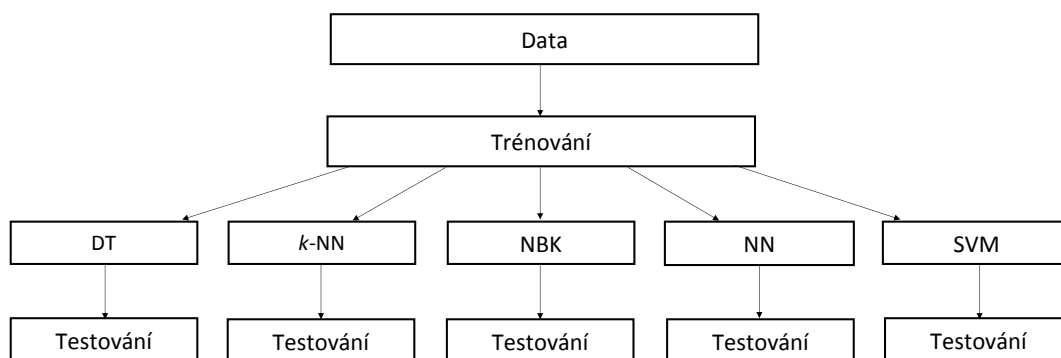 Data
Trénování
DT
k-NN
NBK
NN
SVM
Testování
Testování
Testování
Testování
Testování